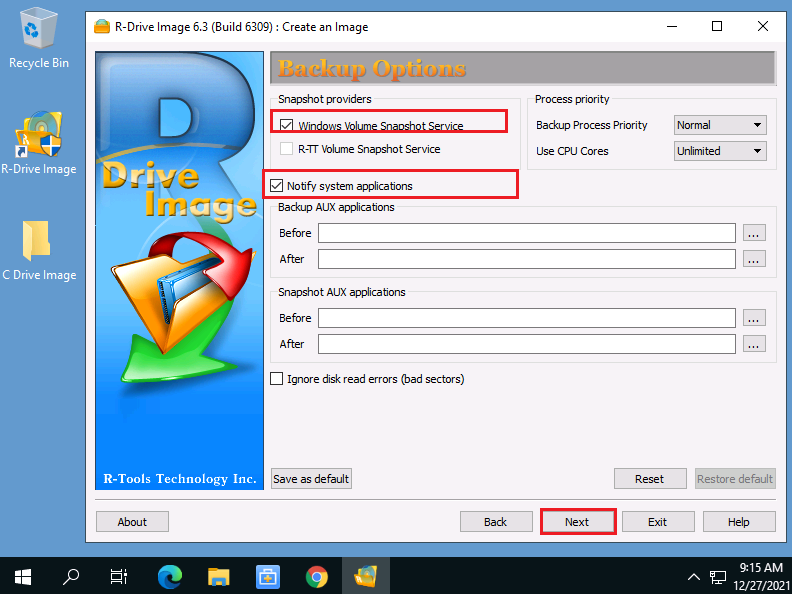 Recycle Bin
R-Drive Image
C Drive Image
R-Drive Image 6.3 (Build 6309) : Create an Image
R
Drive
Image
R-Tools Technology Inc.
Backup Options
Snapshot providers
Windows Volume Snapshot Service
R-TT Volume Snapshot Service
Process priority
Backup Process Priority Normal
Use CPU Cores Unlimited
Notify system applications
Backup AUX applications
Before ...
After ...
Snapshot AUX applications
Before ...
After ...
Ignore disk read errors (bad sectors)
Save as default Reset Restore default
About Back Next Exit Help
9:15 AM
12/27/2021